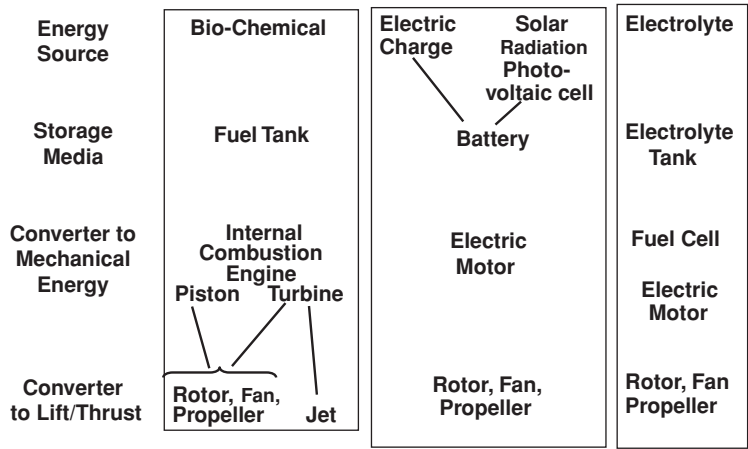 Energy
Source
Bio-Chemical
Electric
Charge
Solar
Radiation
Photo-
voltaic cell
Electrolyte
Storage
Media
Fuel Tank
Battery
Electrolyte
Tank
Converter to
Mechanical
Energy
Internal
Combustion
Engine
Piston
Turbine
Electric
Motor
Fuel Cell
Electric
Motor
Converter
to Lift/Thrust
Rotor, Fan,
Propeller
Jet
Rotor, Fan,
Propeller
Rotor, Fan
Propeller